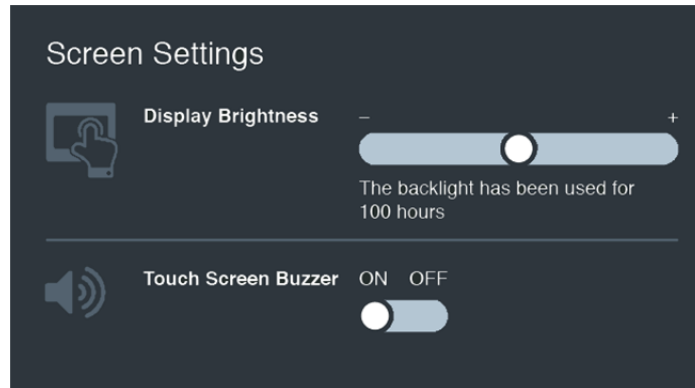 Screen Settings
Display Brightness
– +
The backlight has been used for
100 hours
Touch Screen Buzzer ON OFF